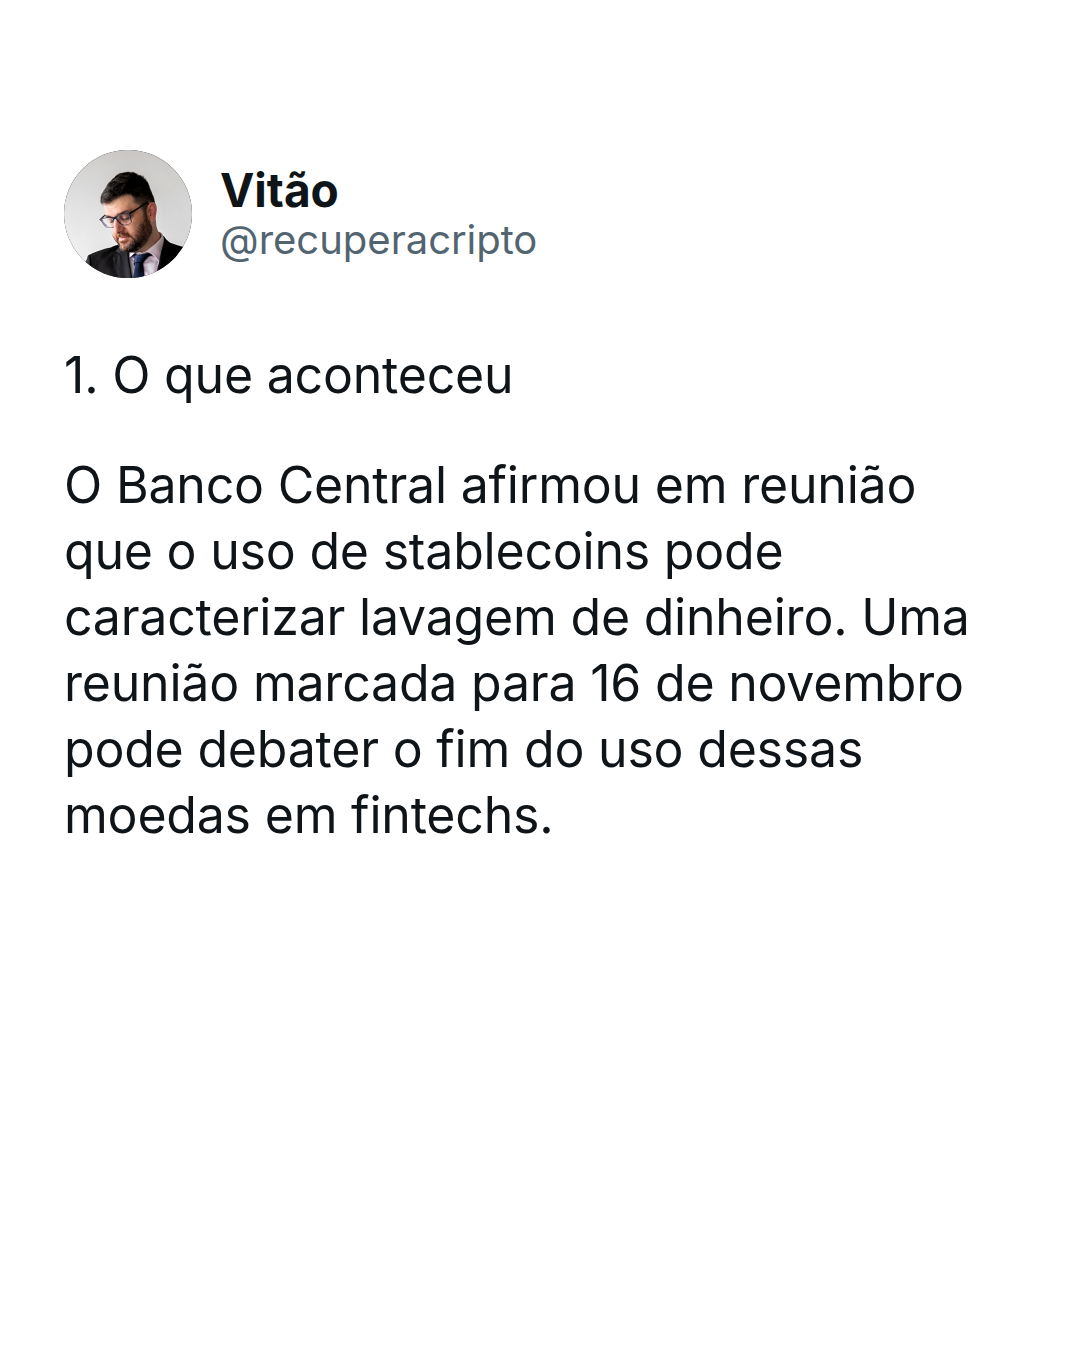 Vitão
@recuperacripto
1. O que aconteceu
O Banco Central afirmou em reunião
que o uso de stablecoins pode
caracterizar lavagem de dinheiro. Uma
reunião marcada para 16 de novembro
pode debater o fim do uso dessas
moedas em fintechs.